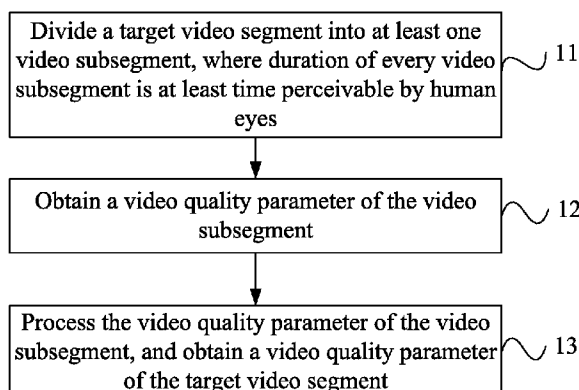 Divide a target video segment into at least one
video subsegment, where duration of every video
subsegment is at least time perceivable by human
eyes
11
Obtain a video quality parameter of the video
subsegment
12
Process the video quality parameter of the video
subsegment, and obtain a video quality parameter
of the target video segment
13